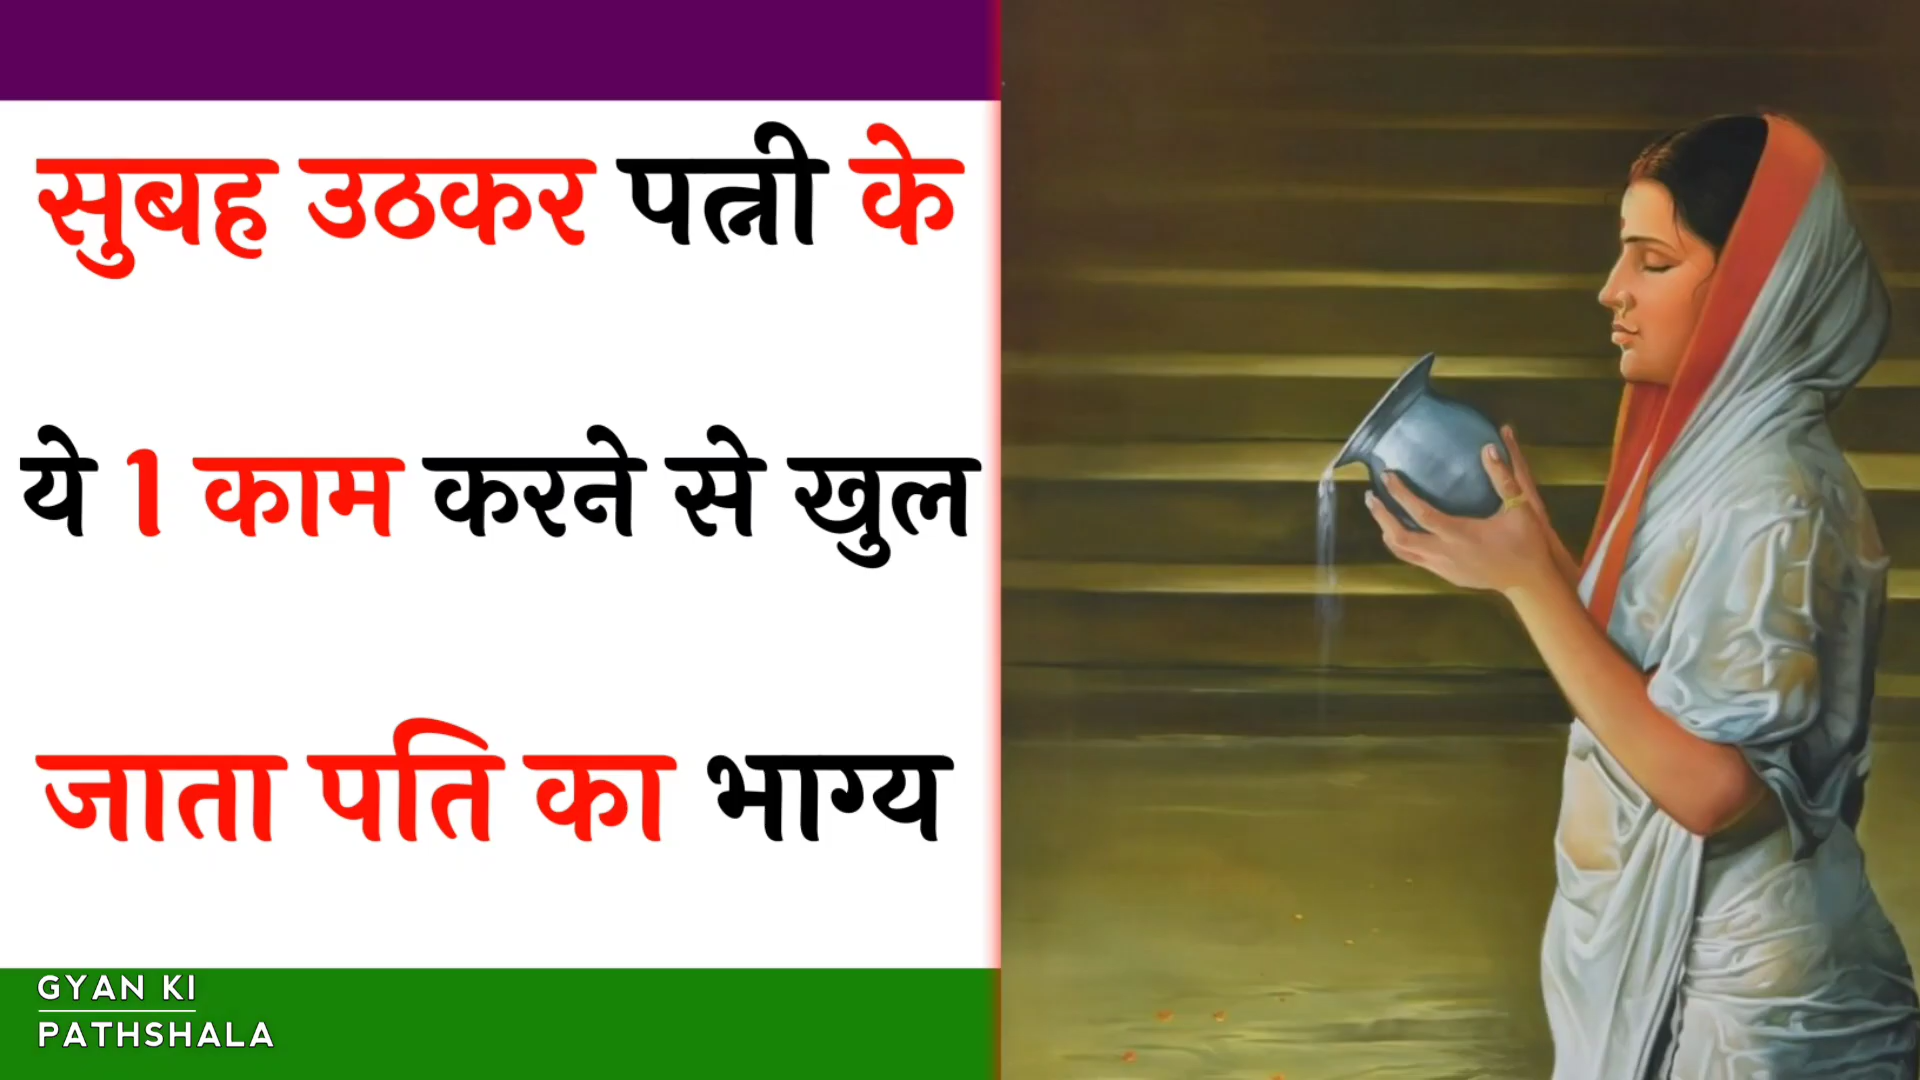 सुबह उठकर पत्नी के
ये 1 काम करने से खुल
जाता पति का भाग्य
GYAN KI
PATHSHALA